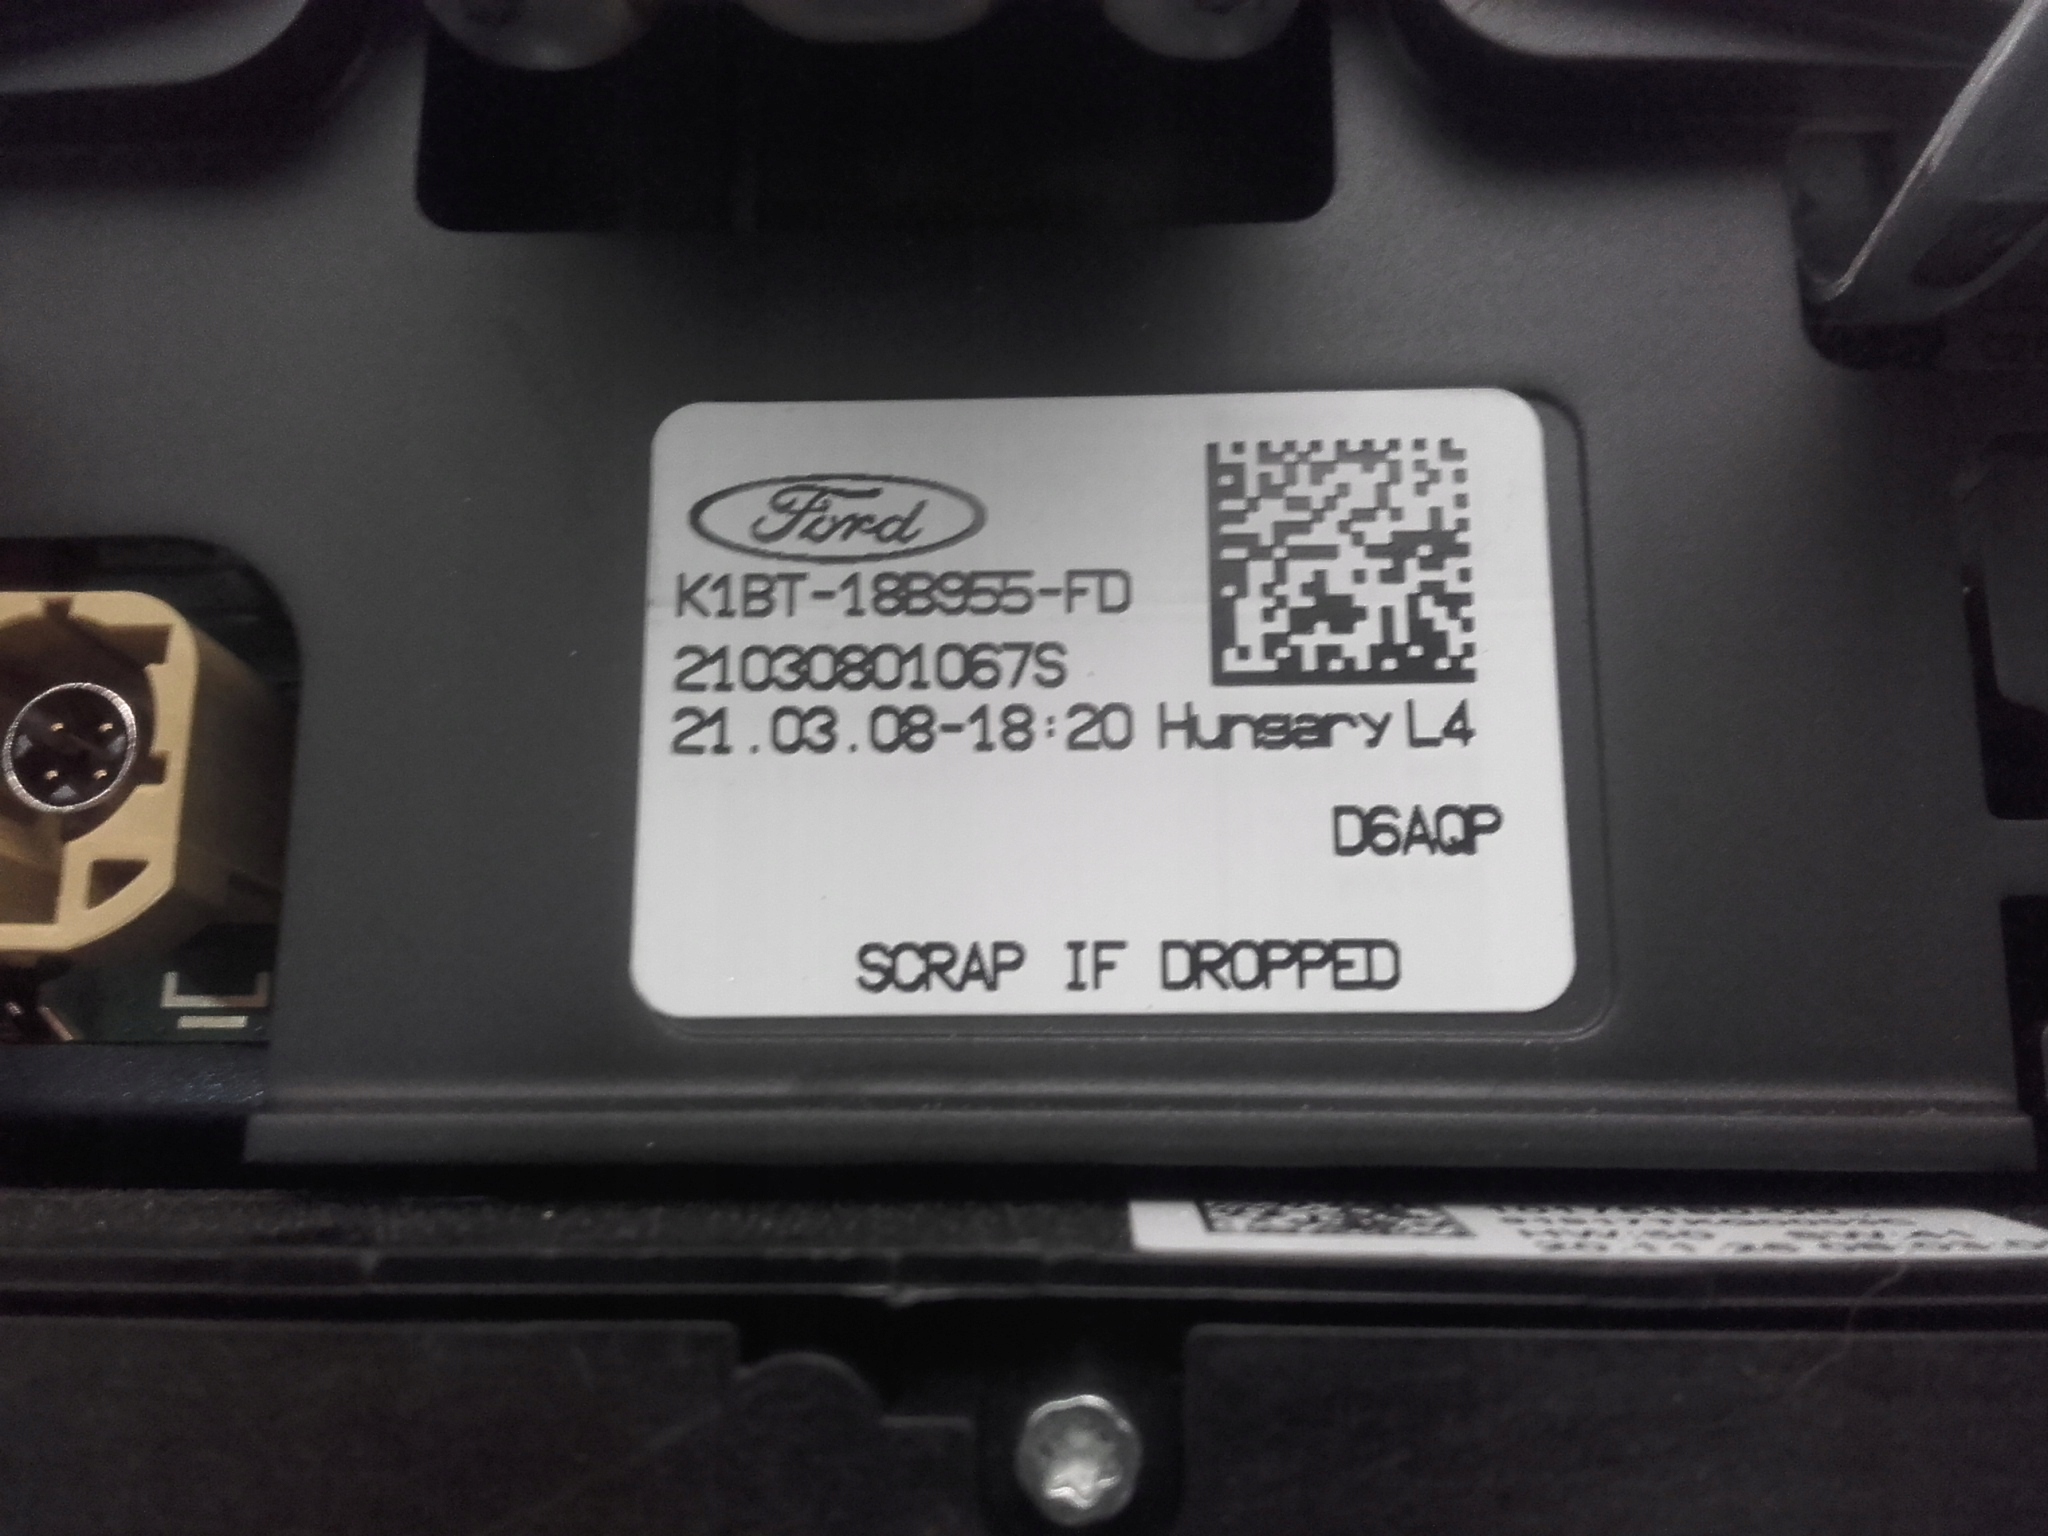 Ford
K1BT-18B955-FD
21030801067S
21.03.08-18:20 Hungary L4
D6AQP
SCRAP IF DROPPED